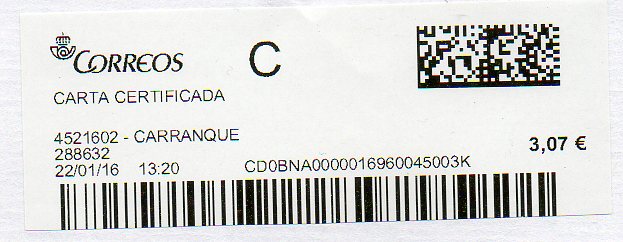 CORREOS
C
CARTA CERTIFICADA
4521602 - CARRANQUE
288632
3,07 €
22/01/16 13:20 CD0BNA0000016960045003K